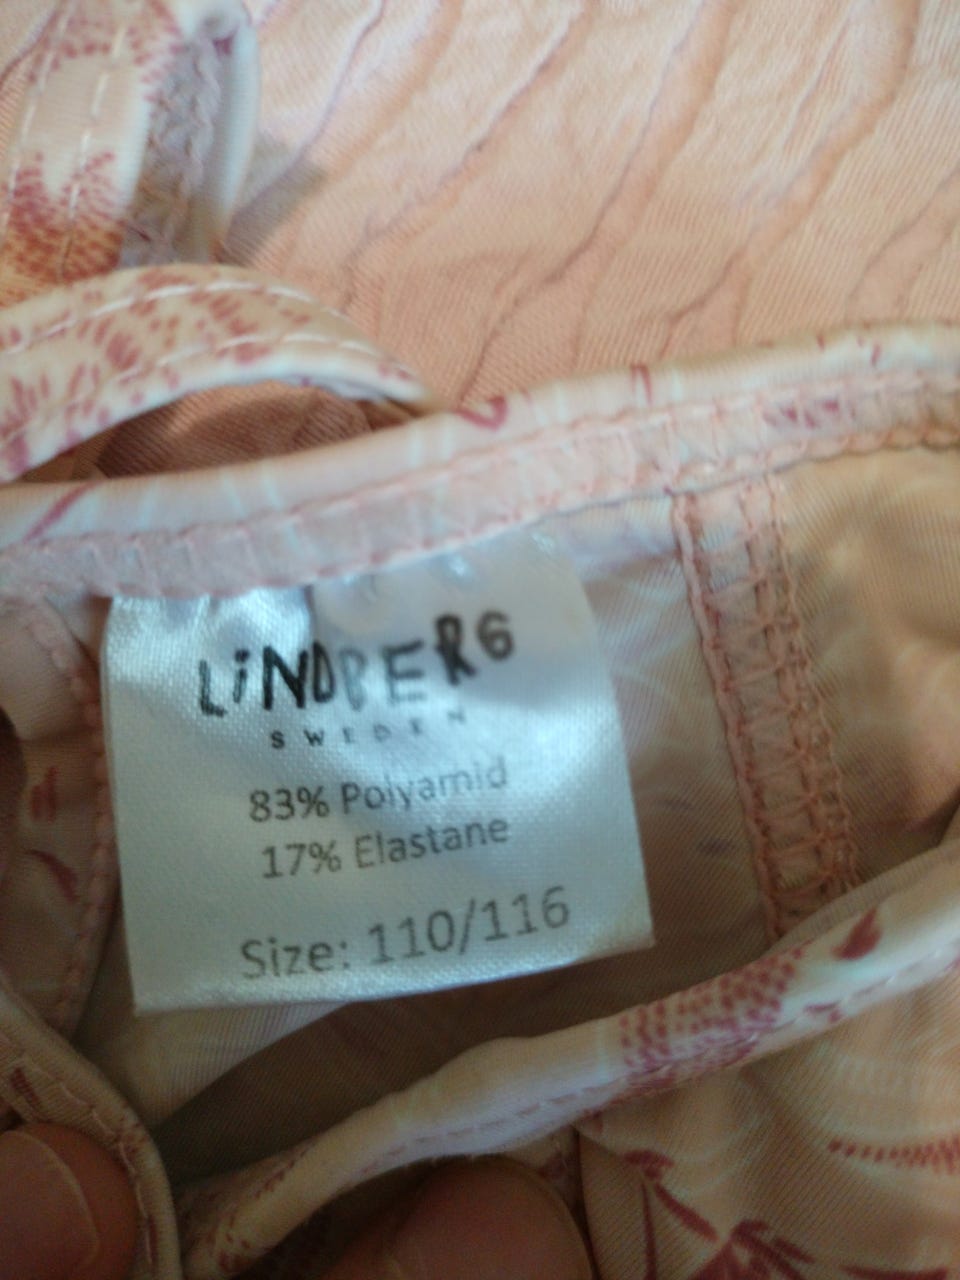 LiNDBERG
SWEDEN
83% Polyamid
17% Elastane
Size: 110/116